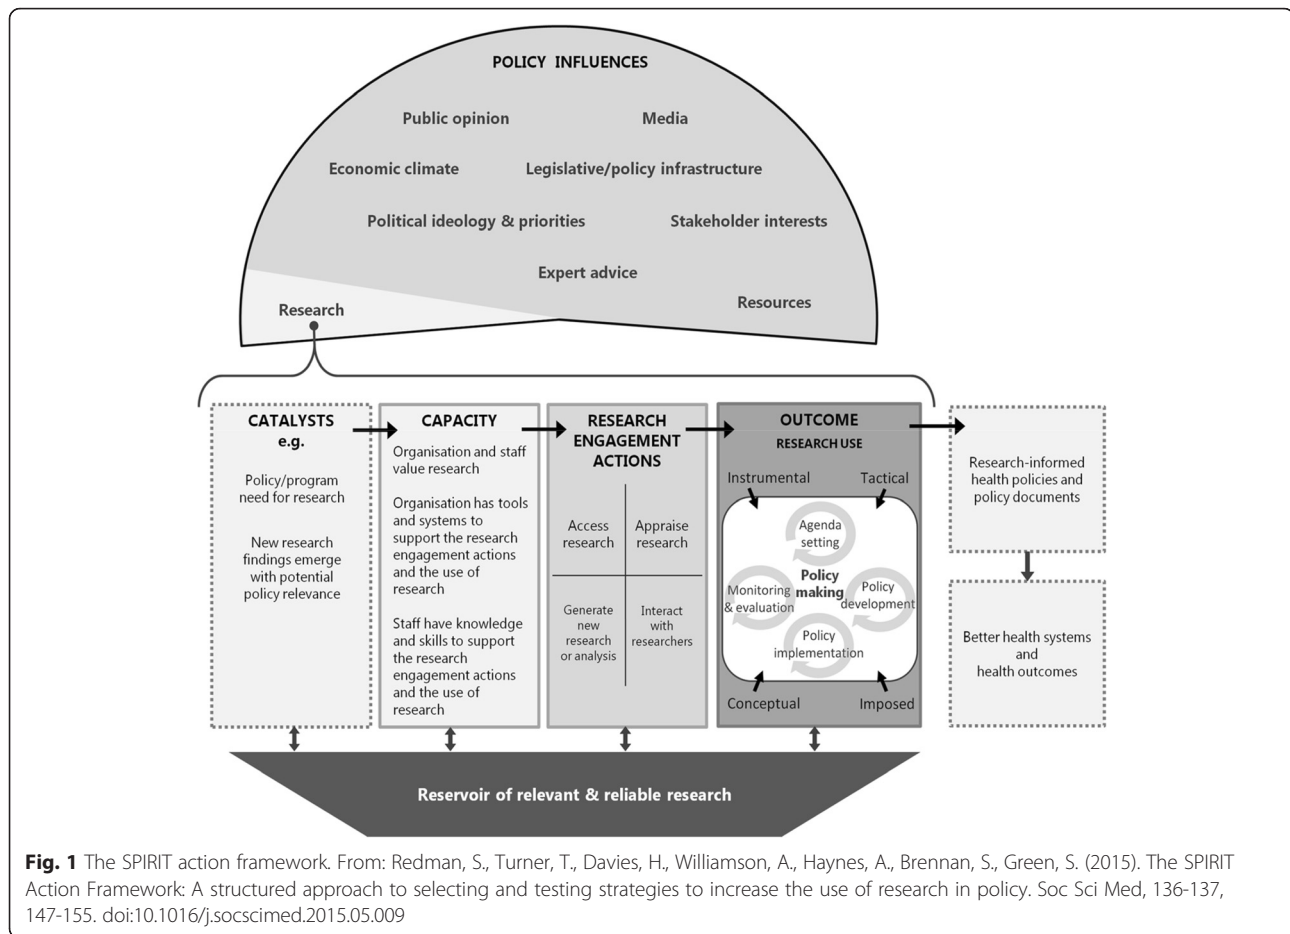 POLICY INFLUENCES
Public opinion
Media
Economic climate
Legislative/policy infrastructure
Political ideology & priorities
Stakeholder interests
Expert advice
Resources
Research
CATALYSTS
e.g.
Policy/program
need for research
New research
findings emerge
with potential
policy relevance
CAPACITY
Organisation and staff
value research
Organisation has tools
and systems to
support the research
engagement actions
and the use of
research
Staff have knowledge
and skills to support
the research
engagement actions
and the use of
research
RESEARCH
ENGAGEMENT
ACTIONS
Access
research
Appraise
research
Generate
new
research
or analysis
Interact
with
researchers
OUTCOME
RESEARCH USE
Instrumental
Tactical
Agenda
setting
Policy
making
Monitoring
& evaluation
Policy
development
Policy
implementation
Conceptual
Imposed
Research-informed
health policies and
policy documents
Better health systems
and
health outcomes
Reservoir of relevant & reliable research
Fig. 1 The SPIRIT action framework. From: Redman, S., Turner, T., Davies, H., Williamson, A., Haynes, A., Brennan, S., Green, S. (2015). The SPIRIT
Action Framework: A structured approach to selecting and testing strategies to increase the use of research in policy. Soc Sci Med, 136-137,
147-155. doi:10.1016/j.socscimed.2015.05.009